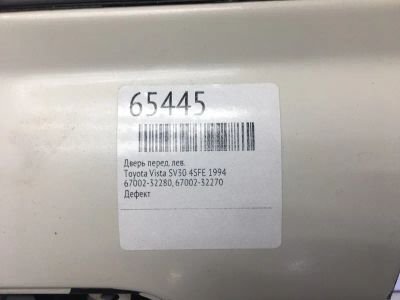 65445
Дверь перед. лев.
Toyota Vista SV30 4SFE 1994
67002-32280, 67002-32270
Дефект